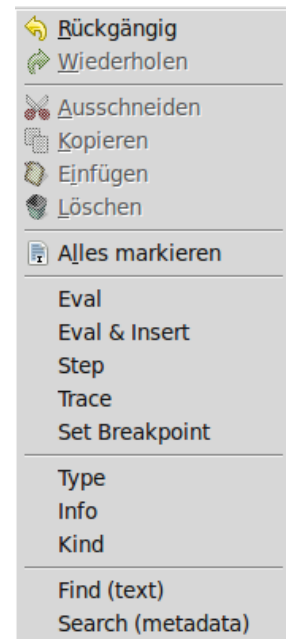 Rückgängig
Wiederholen
Ausschneiden
Kopieren
Einfügen
Löschen
Alles markieren
Eval
Eval & Insert
Step
Trace
Set Breakpoint
Type
Info
Kind
Find (text)
Search (metadata)